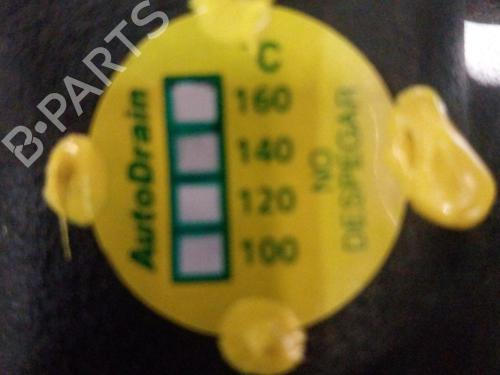 B-PARTS
AutoDrain
°C
160
140
120
100
NO
DESPEGAR